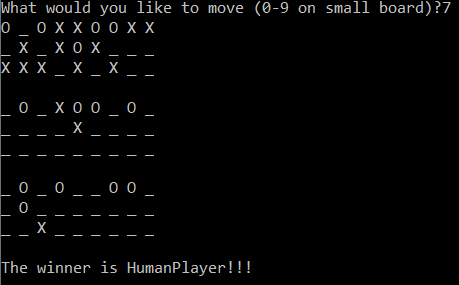 What would you like to move (0-9 on small board)?7
O _ O X X O O X X
_ X _ X O X _ _ _
X X X _ X _ X _ _
_ O _ X O O _ O _
_ _ _ _ X _ _ _ _
_ _ _ _ _ _ _ _ _
_ O _ O _ _ O O _
_ O _ _ _ _ _ _ _
_ _ X _ _ _ _ _ _
The winner is HumanPlayer!!!